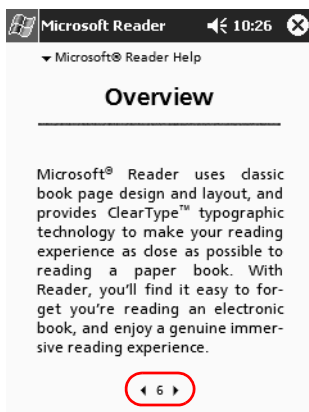 Microsoft Reader 10:26
Microsoft® Reader Help
Overview
Microsoft® Reader uses classic
book page design and layout, and
provides ClearType™ typographic
technology to make your reading
experience as close as possible to
reading a paper book. With
Reader, you'll find it easy to for-
get you're reading an electronic
book, and enjoy a genuine immer-
sive reading experience.
6